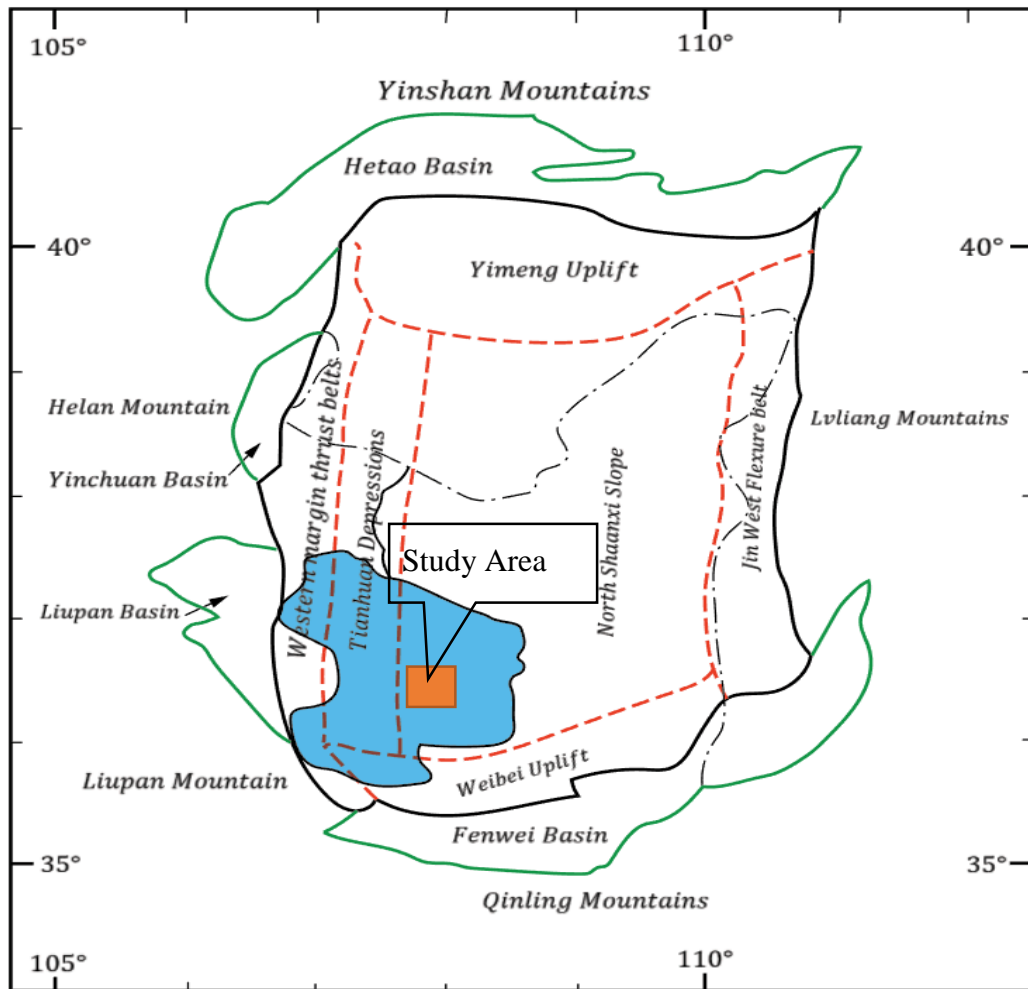 105°
110°
Yinshan Mountains
Hetao Basin
40°
40°
Yimeng Uplift
Helan Mountain
Western margin thrust belts
Tianhuan Depressions
North Shaanxi Slope
Jin West Flexure belt
Lvliang Mountains
Yinchuan Basin
Study Area
Liupan Basin
Liupan Mountain
Weibei Uplift
Fenwei Basin
35°
35°
Qinling Mountains
105°
110°